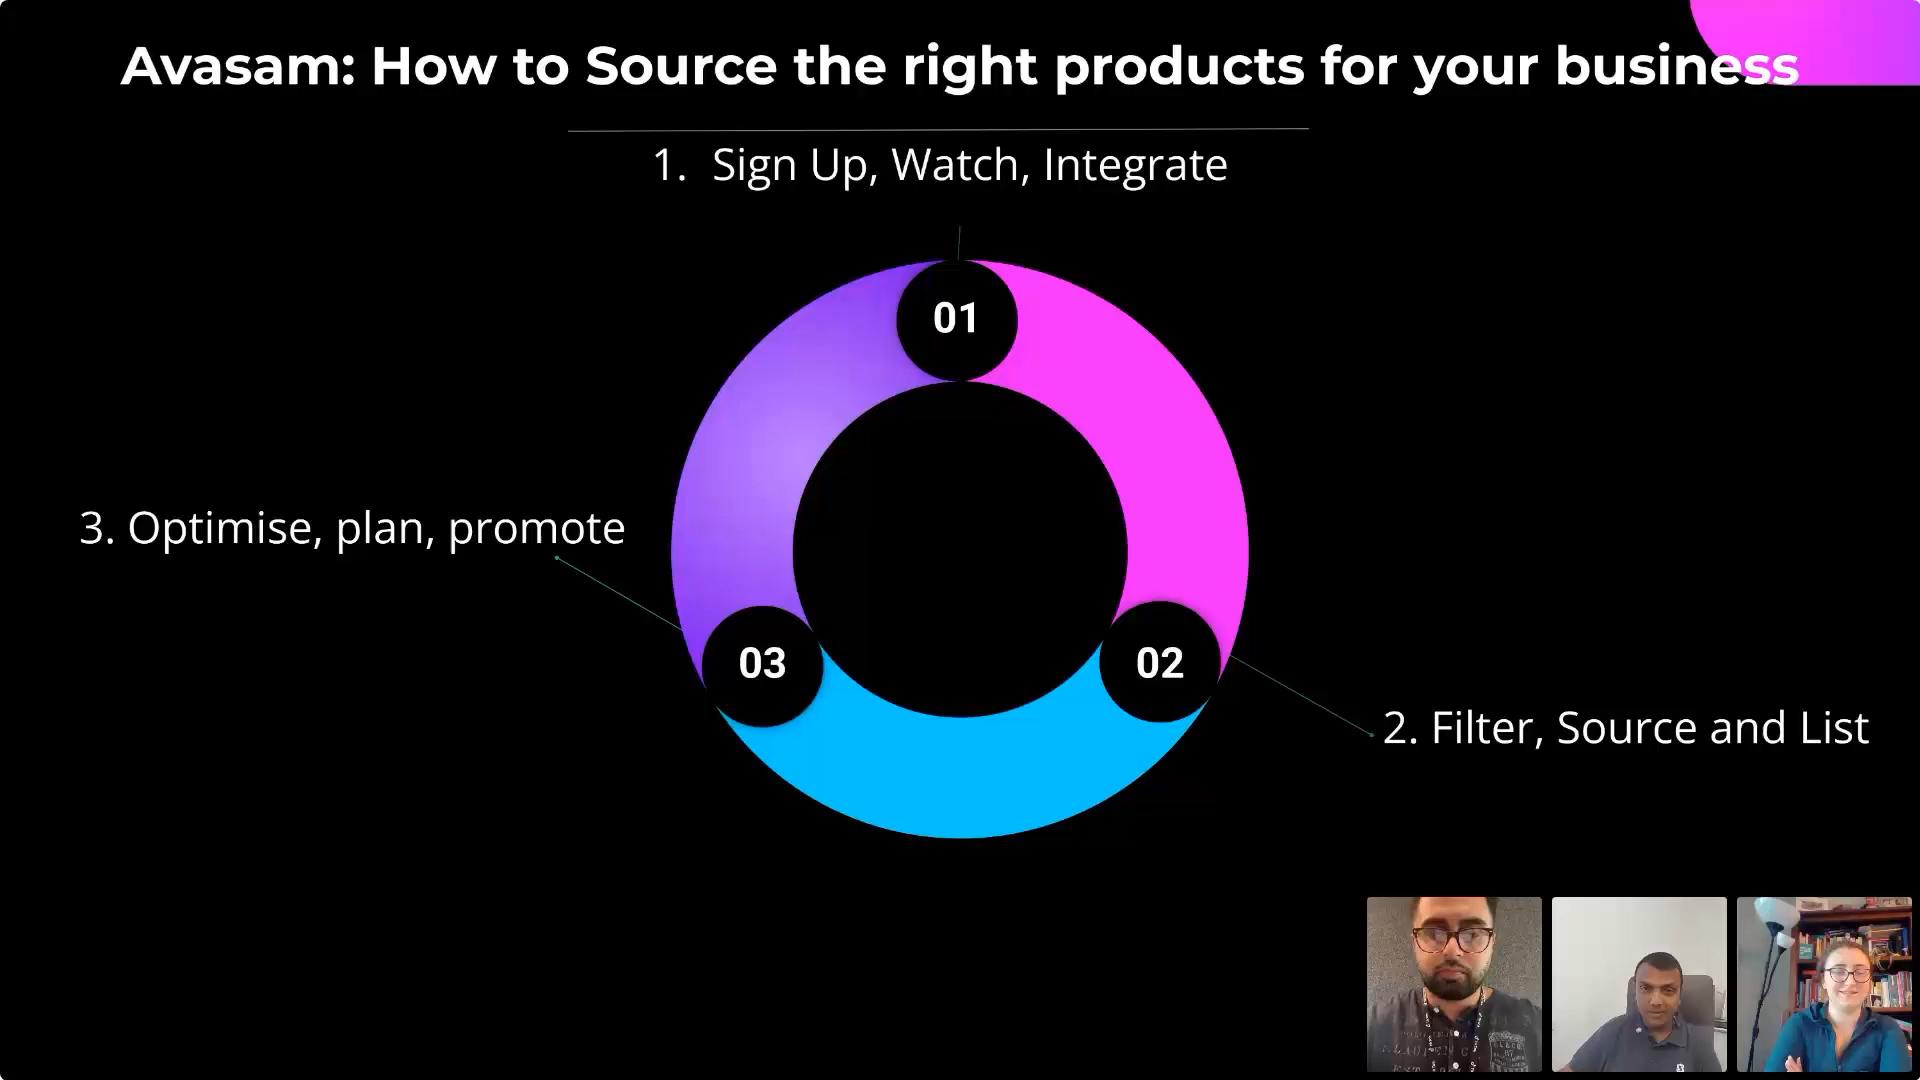 Avasam: How to Source the right products for your business
1. Sign Up, Watch, Integrate
01
3. Optimise, plan, promote
03
02
2. Filter, Source and List